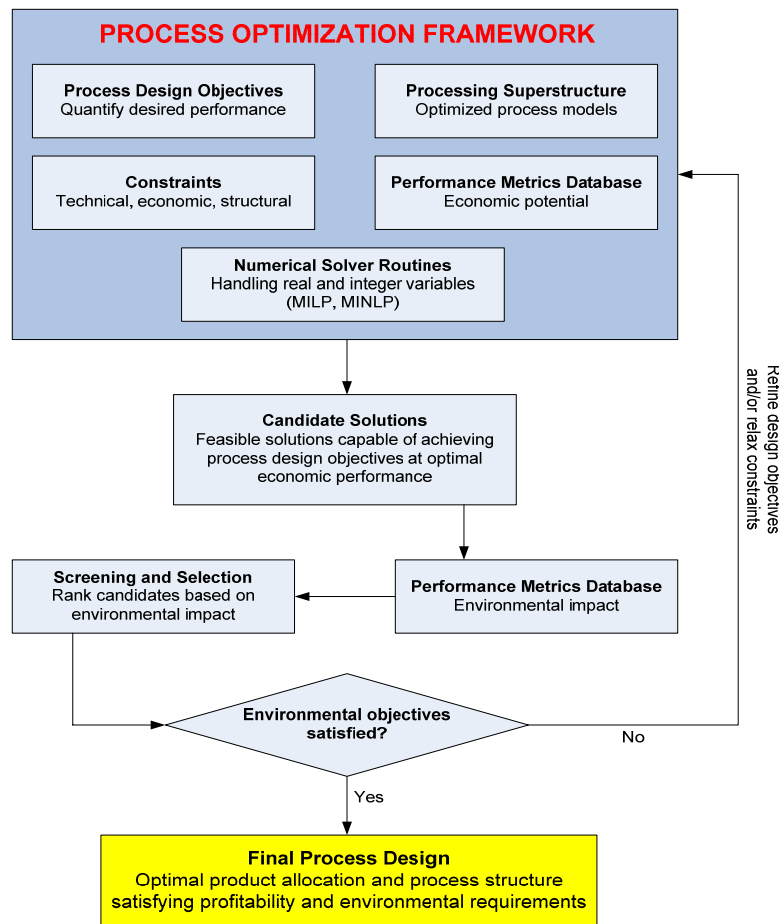 PROCESS OPTIMIZATION FRAMEWORK
Process Design Objectives
Quantify desired performance
Processing Superstructure
Optimized process models
Constraints
Technical, economic, structural
Performance Metrics Database
Economic potential
Numerical Solver Routines
Handling real and integer variables
(MILP, MINLP)
Candidate Solutions
Feasible solutions capable of achieving
process design objectives at optimal
economic performance
Refine design objectives
and/or relax constraints
Screening and Selection
Rank candidates based on
environmental impact
Performance Metrics Database
Environmental impact
Environmental objectives
satisfied?
No
Yes
Final Process Design
Optimal product allocation and process structure
satisfying profitability and environmental requirements